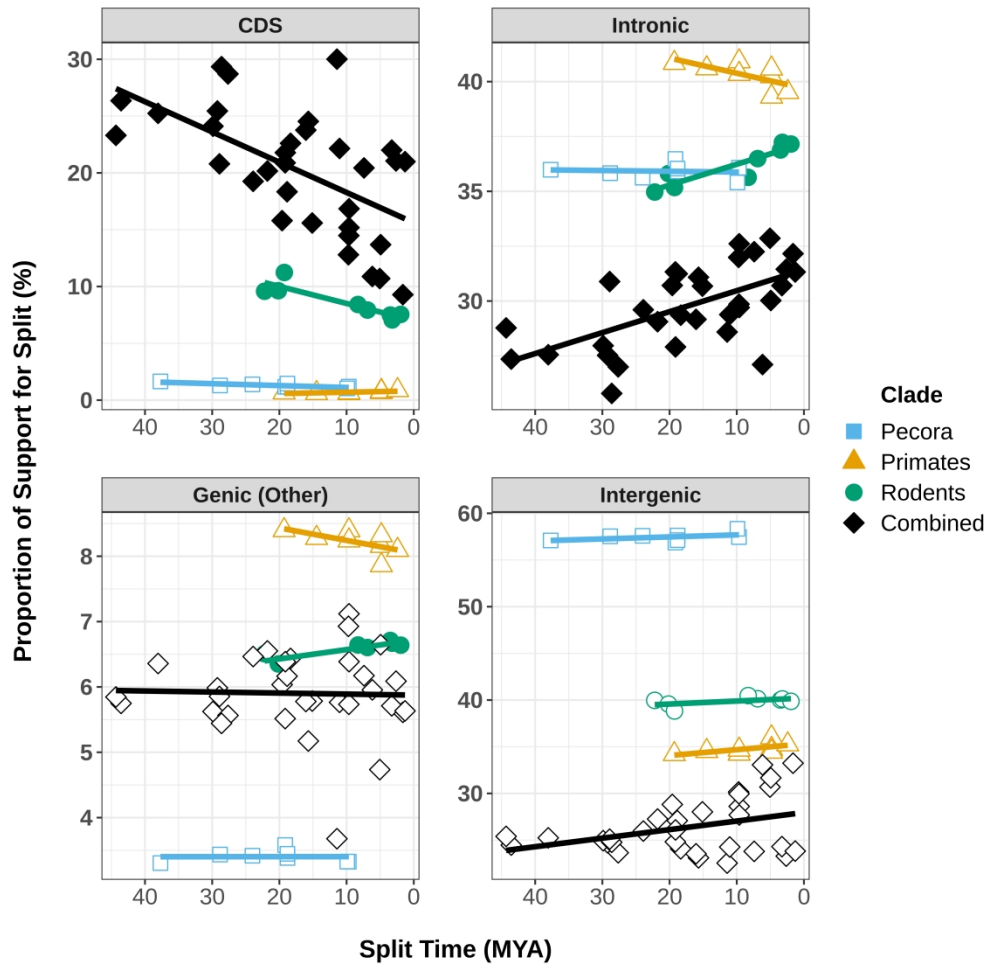 CDS
Intronic
30
20
10
0
40
35
30
40 30 20 10 0
40 30 20 10 0
Genic (Other)
Intergenic
8
7
6
5
4
60
50
40
30
40 30 20 10 0
40 30 20 10 0
Proportion of Support for Split (%)
Split Time (MYA)
Clade
Pecora
Primates
Rodents
Combined